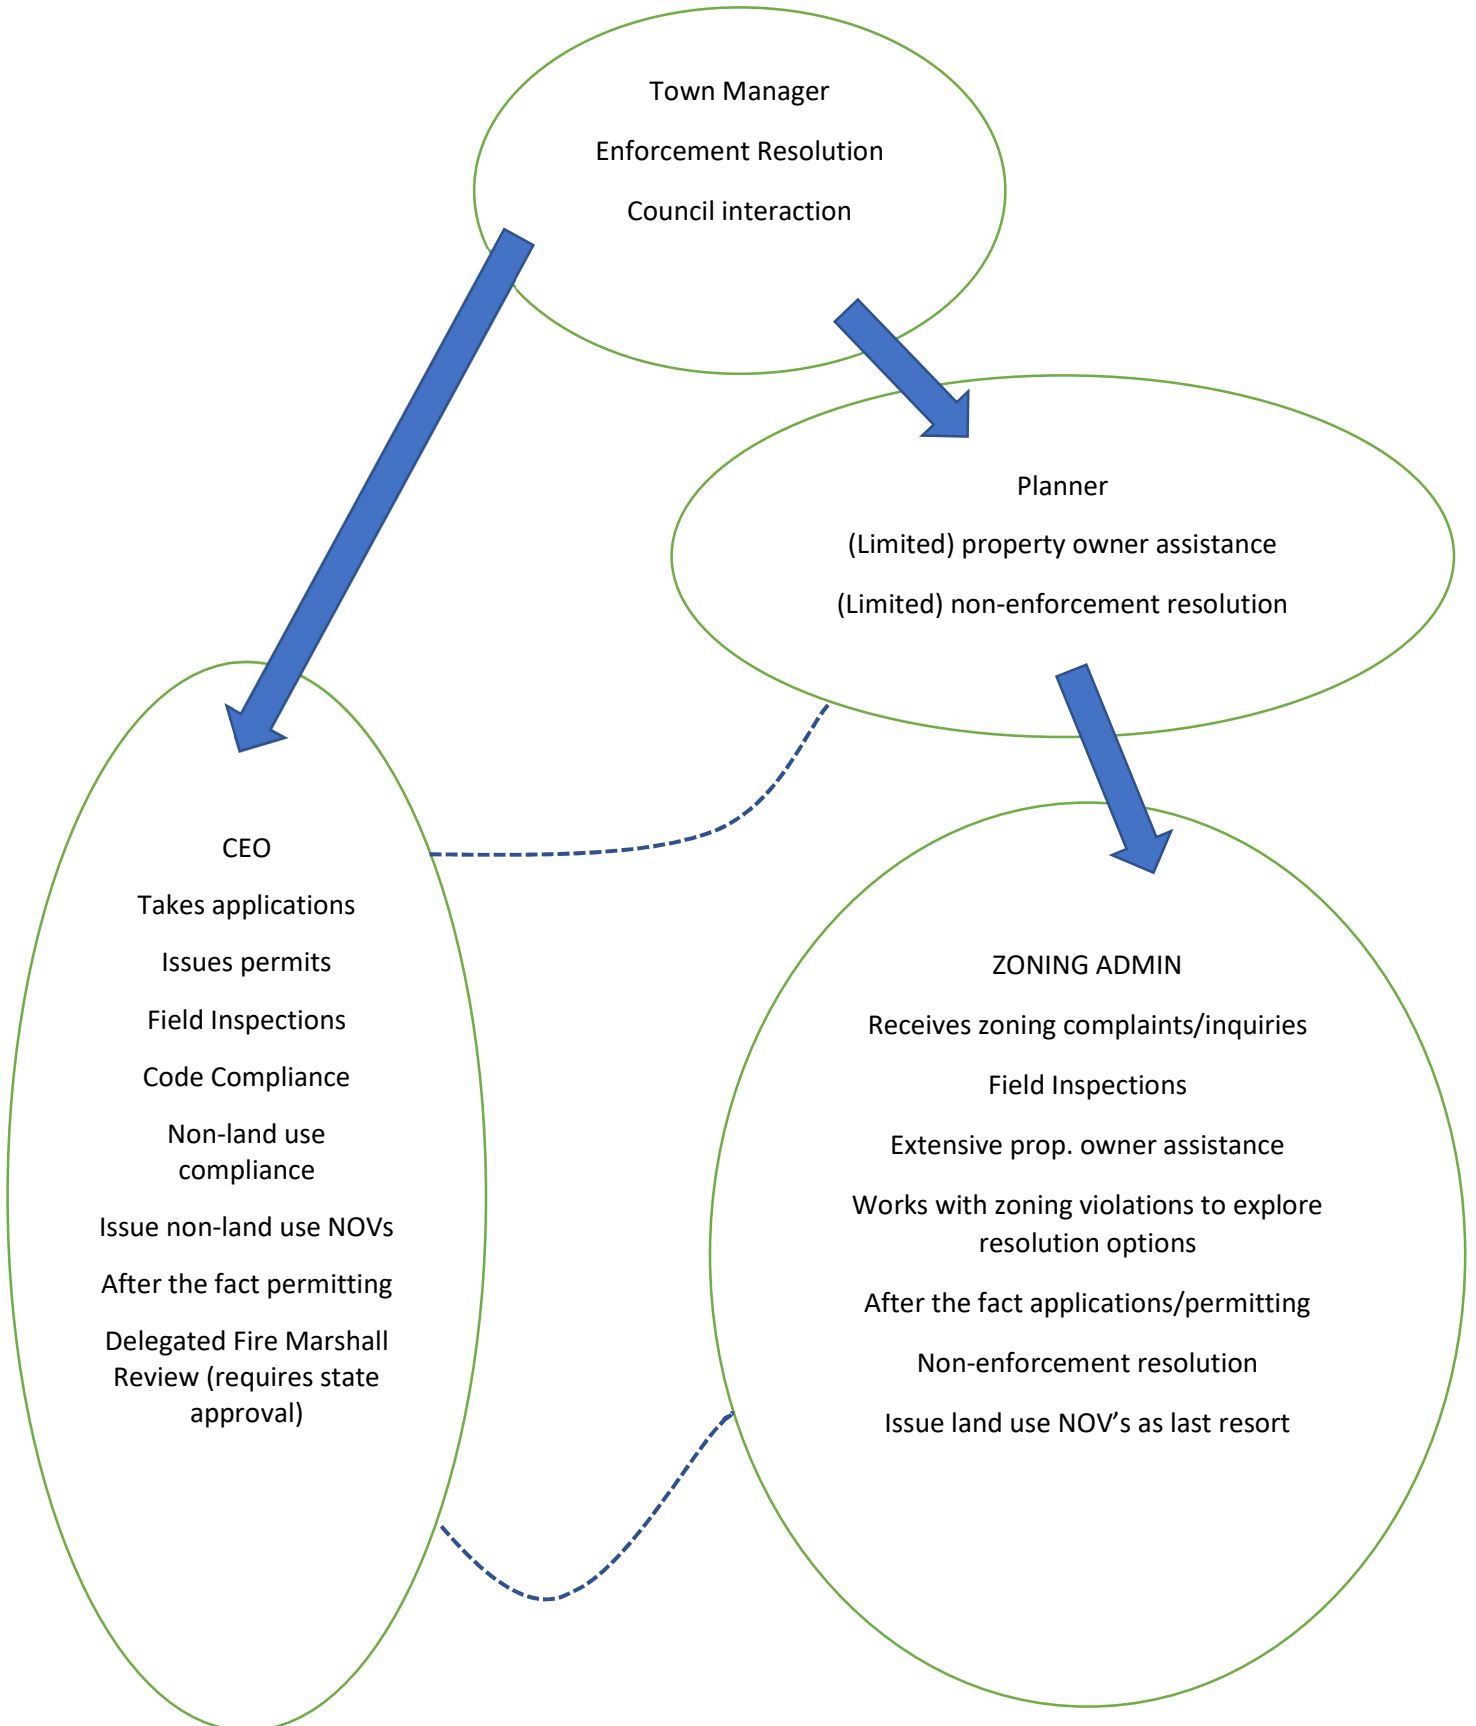 Town Manager
Enforcement Resolution
Council interaction
Planner
(Limited) property owner assistance
(Limited) non-enforcement resolution
CEO
Takes applications
Issues permits
Field Inspections
Code Compliance
Non-land use
compliance
Issue non-land use NOVs
After the fact permitting
Delegated Fire Marshall
Review (requires state
approval)
ZONING ADMIN
Receives zoning complaints/inquiries
Field Inspections
Extensive prop. owner assistance
Works with zoning violations to explore
resolution options
After the fact applications/permitting
Non-enforcement resolution
Issue land use NOV’s as last resort